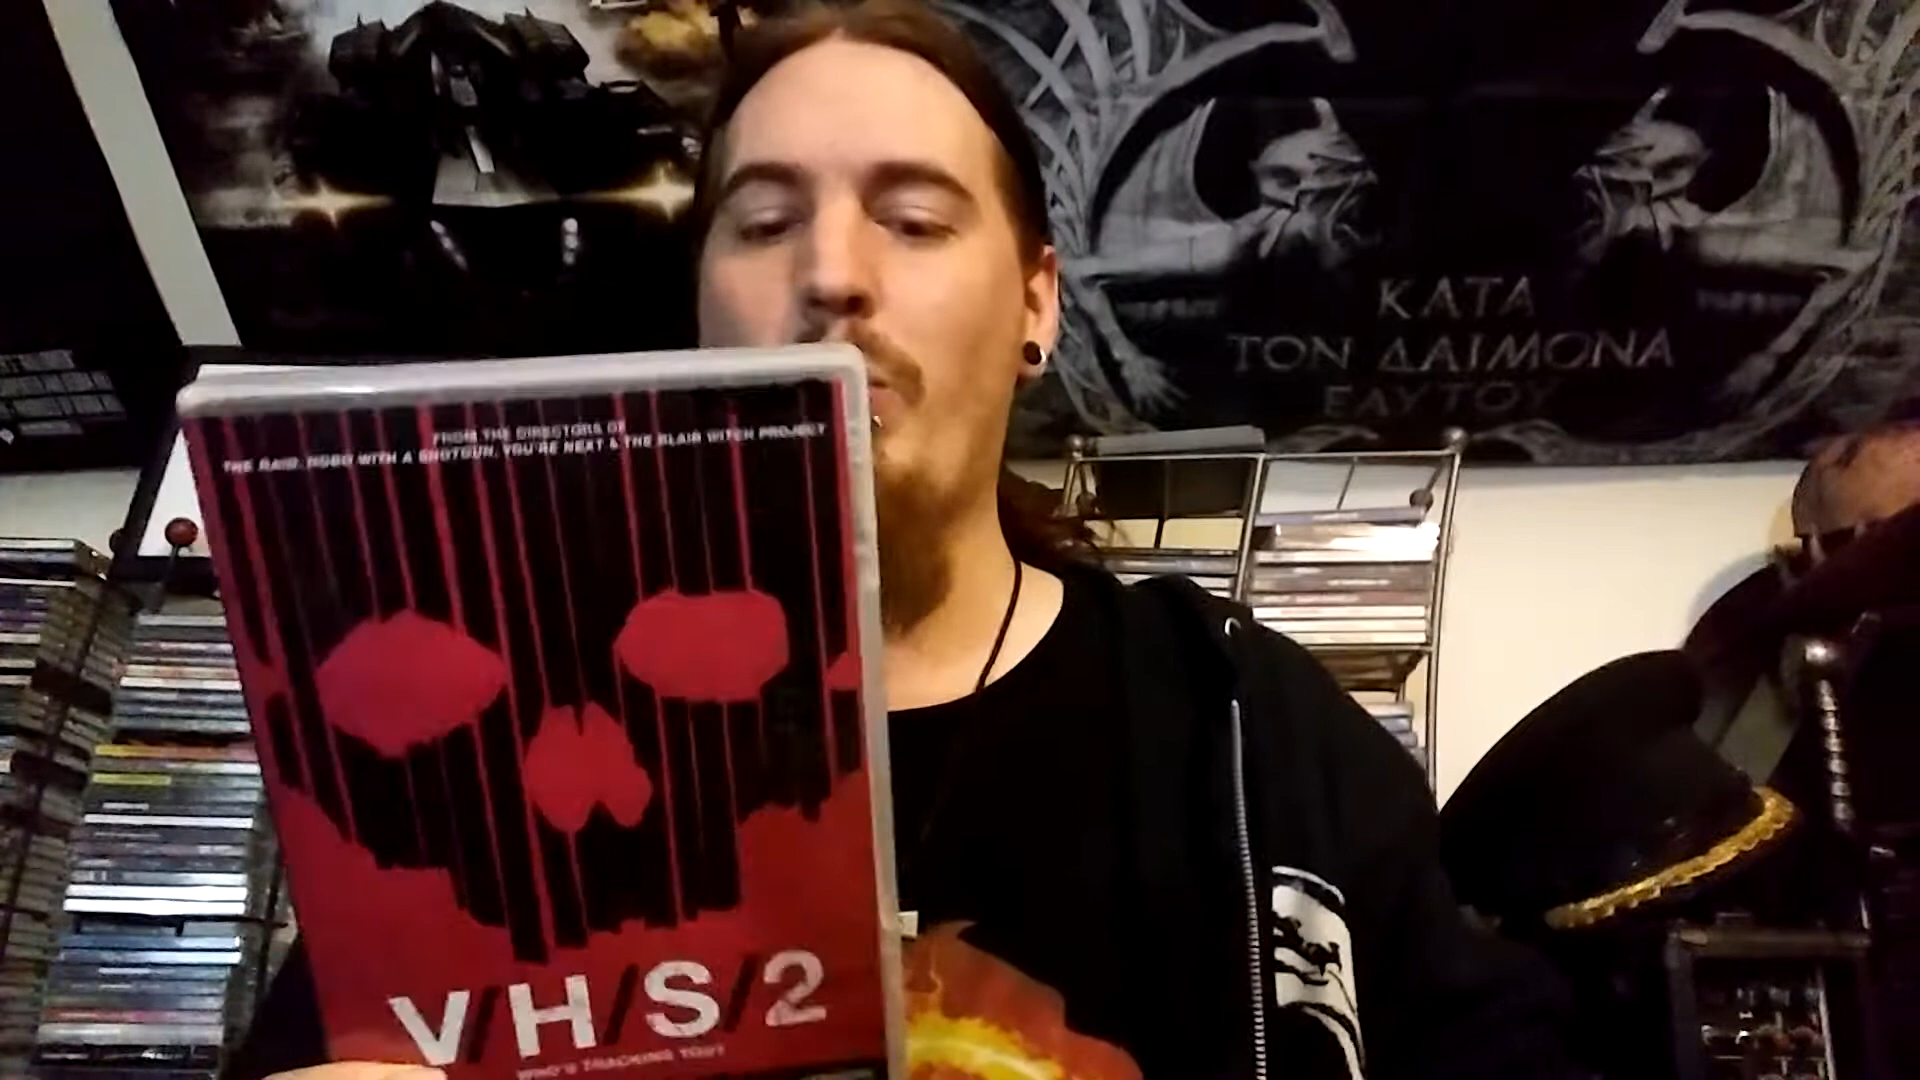 FROM THE DIRECTORS OF
THE RAID, HOBO WITH A SHOTGUN, YOU'RE NEXT & THE BLAIR WITCH PROJECT
V/H/S/2
WHO'S TRACKING YOU?
ΚΑΤΑ
ΤΟΝ ΔΑΙΜΟΝΑ
ΕΑΥΤΟΥ